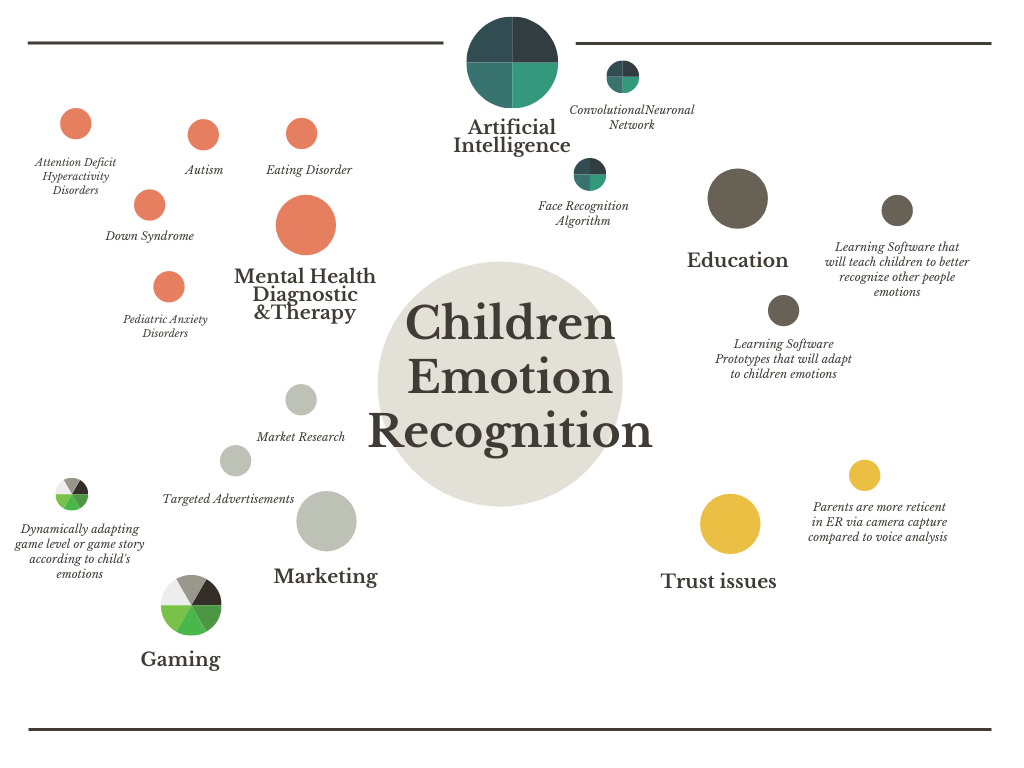 Artificial
Intelligence
ConvolutionalNeuronal
Network
Face Recognition
Algorithm
Attention Deficit
Hyperactivity
Disorders
Autism
Eating Disorder
Down Syndrome
Pediatric Anxiety
Disorders
Mental Health
Diagnostic
&Therapy
Education
Learning Software that
will teach children to better
recognize other people
emotions
Learning Software
Prototypes that will adapt
to children emotions
Children
Emotion
Recognition
Market Research
Targeted Advertisements
Marketing
Dynamically adapting
game level or game story
according to child's
emotions
Gaming
Parents are more reticent
in ER via camera capture
compared to voice analysis
Trust issues